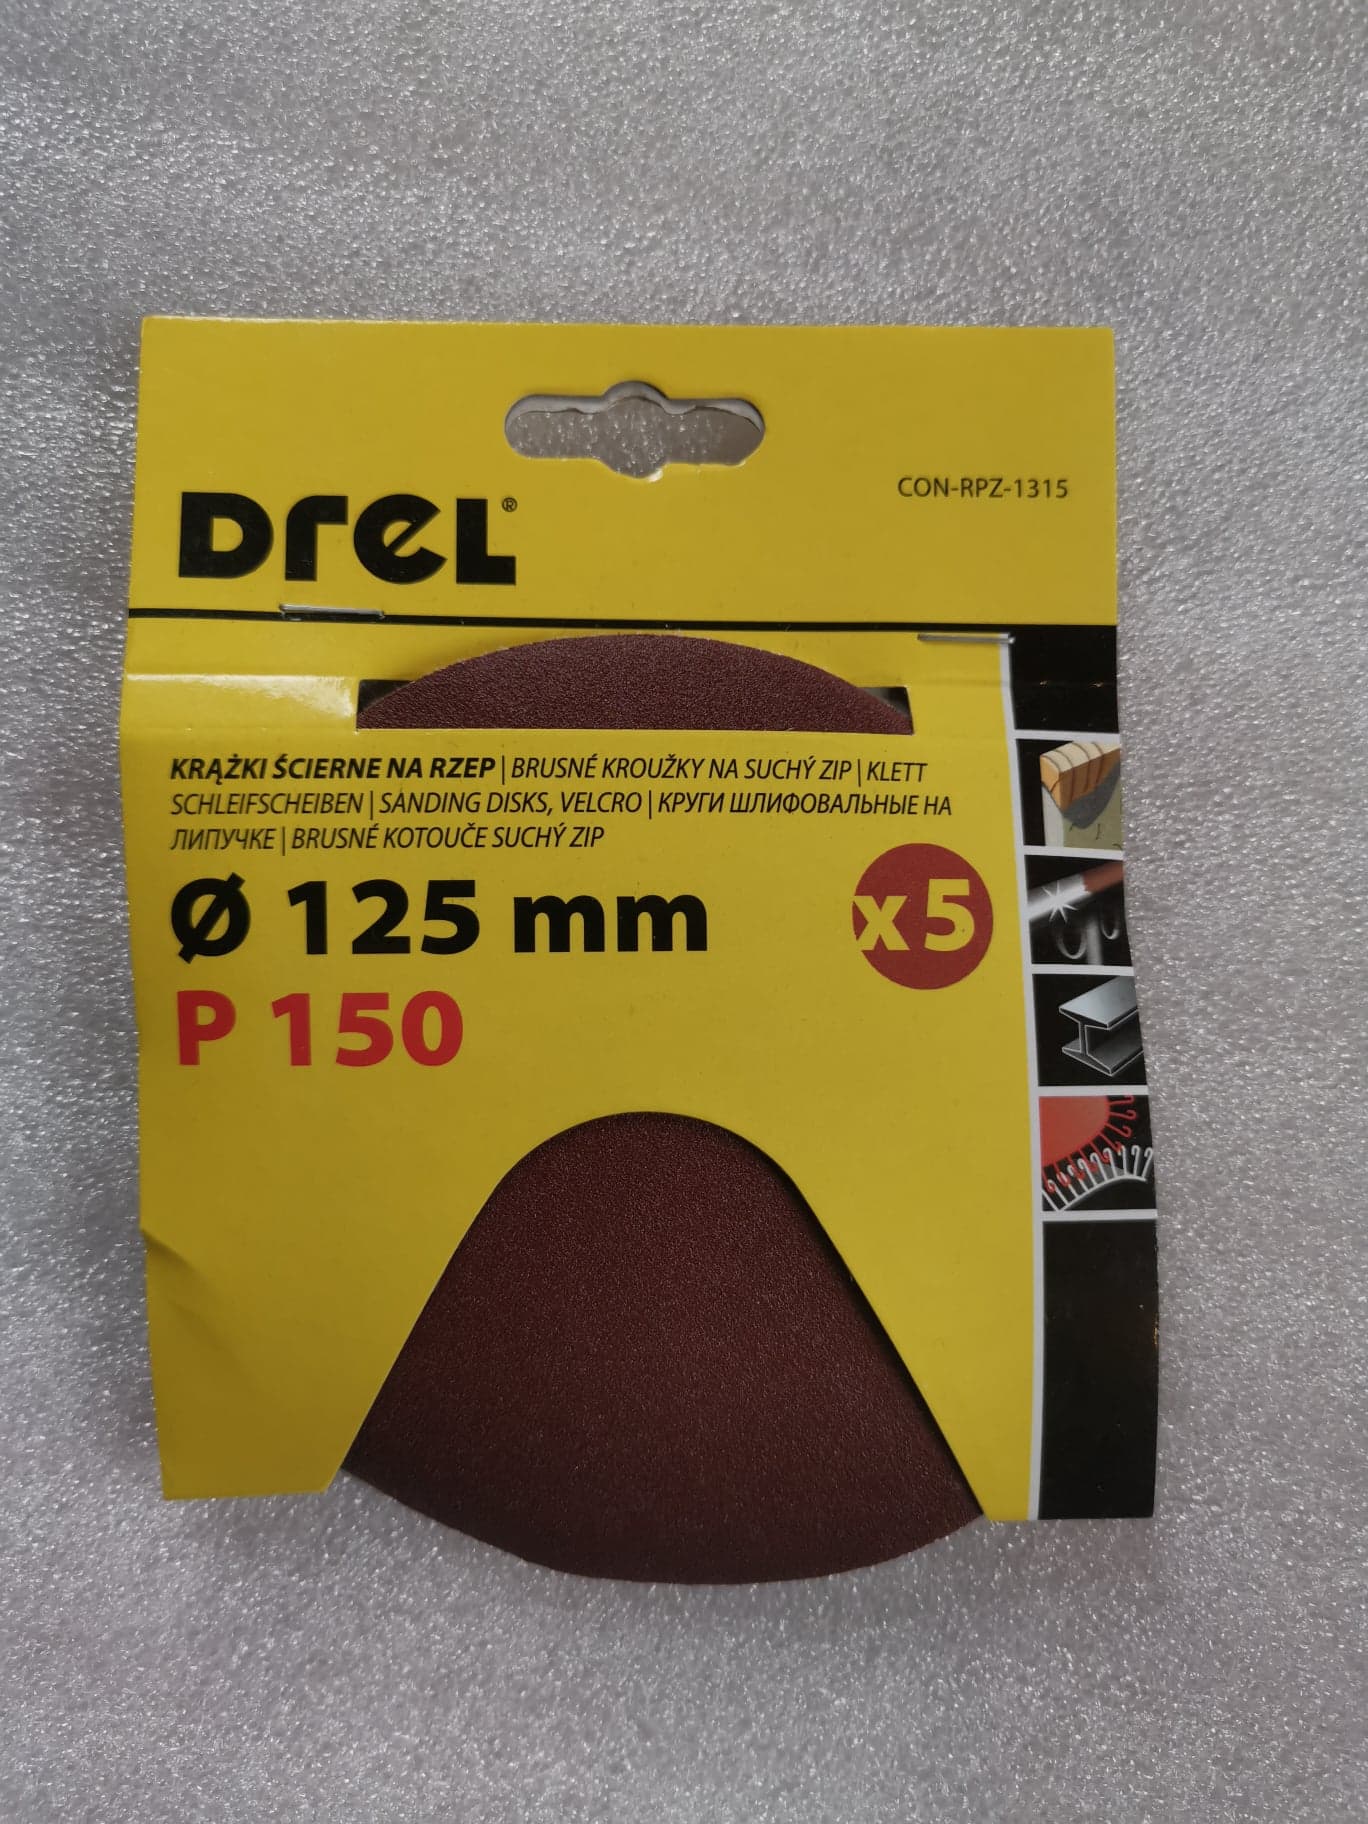 CON-RPZ-1315
Drel®
KRĄŻKI ŚCIERNE NA RZEP | BRUSNÉ KROUŽKY NA SUCHÝ ZIP | KLETT
SCHLEIFSCHEIBEN | SANDING DISKS, VELCRO | КРУГИ ШЛИФОВАЛЬНЫЕ НА
ЛИПУЧКЕ | BRUSNÉ KOTOUČE SUCHÝ ZIP
Ø 125 mm
x5
P 150